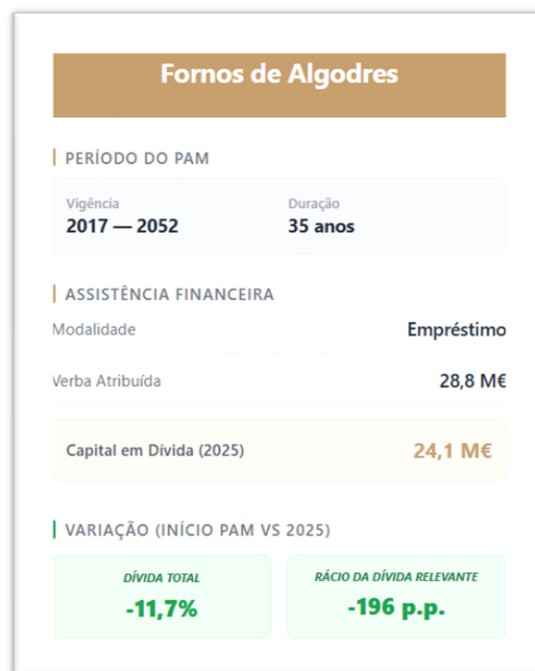 Fornos de Algodres
PERÍODO DO PAM
Vigência Duração
2017 — 2052 35 anos
ASSISTÊNCIA FINANCEIRA
Modalidade Empréstimo
Verba Atribuída 28,8 M€
Capital em Dívida (2025) 24,1 M€
VARIAÇÃO (INÍCIO PAM VS 2025)
DÍVIDA TOTAL RÁCIO DA DÍVIDA RELEVANTE
-11,7% -196 p.p.